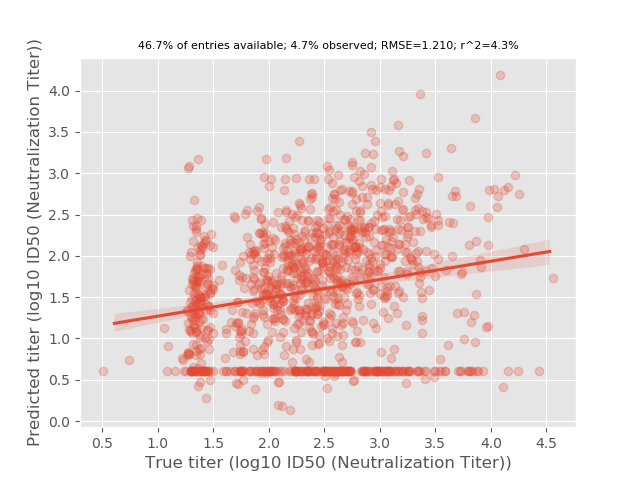 46.7% of entries available; 4.7% observed; RMSE=1.210; r^2=4.3%
Predicted titer (log10 ID50 (Neutralization Titer))
4.0
3.5
3.0
2.5
2.0
1.5
1.0
0.5
0.0
0.5 1.0 1.5 2.0 2.5 3.0 3.5 4.0 4.5
True titer (log10 ID50 (Neutralization Titer))